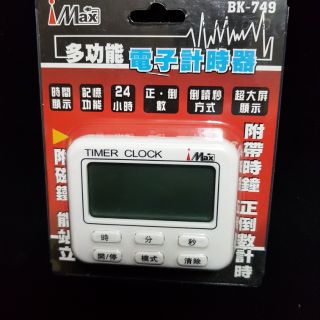 iMax
BK-749
多功能 電子計時器
時間顯示
記憶功能
24小時
正·倒數
倒讀秒方式
超大屏顯示
附磁鐵 能站立
附帶時鐘 正倒數計時
TIMER CLOCK
iMax
時 分 秒
開/停 模式 清除